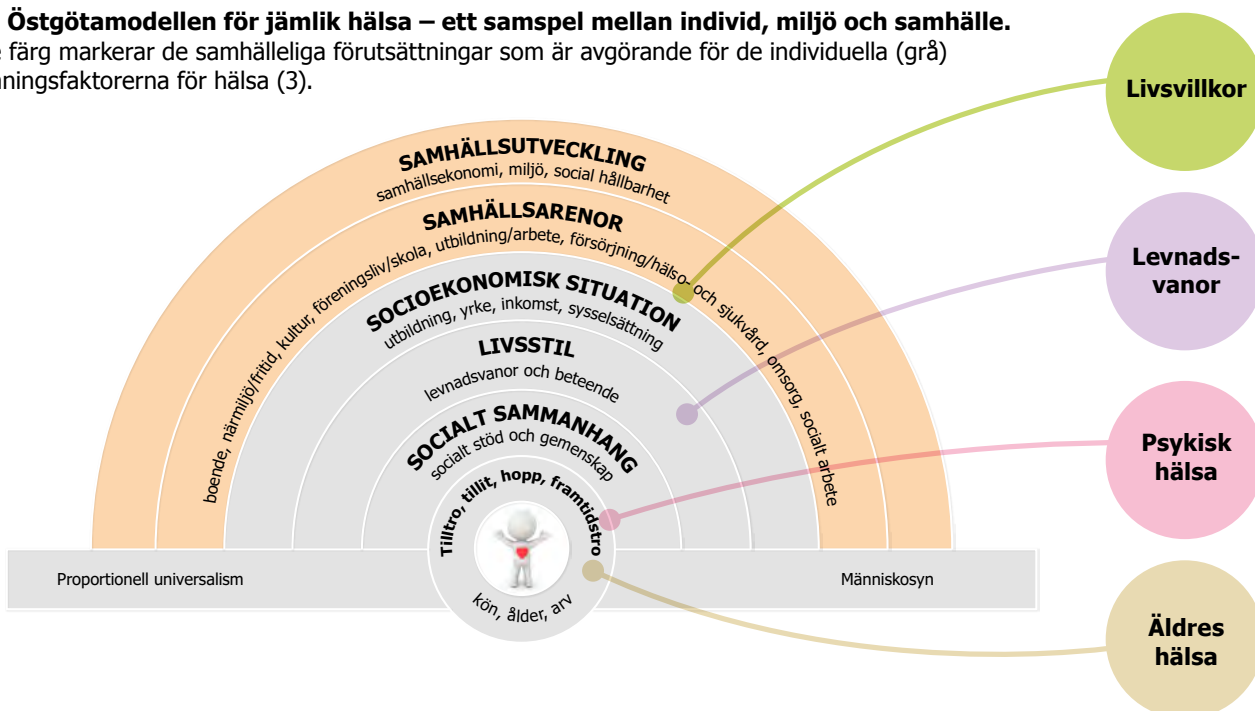 Östgötamodellen för jämlik hälsa – ett samspel mellan individ, miljö och samhälle.
färg markerar de samhälleliga förutsättningar som är avgörande för de individuella (grå)
ningsfaktorerna för hälsa (3).
Livsvillkor
Levnads-
vanor
Psykisk
hälsa
Äldres
hälsa
SAMHÄLLSUTVECKLING
samhällsekonomi, miljö, social hållbarhet
SAMHÄLLSARENOR
boende, närmiljö/fritid, kultur, föreningsliv/skola, utbildning/arbete, försörjning/hälso- och sjukvård, omsorg, socialt arbete
SOCIOEKONOMISK SITUATION
utbildning, yrke, inkomst, sysselsättning
LIVSSTIL
levnadsvanor och beteende
SOCIALT SAMMANHANG
socialt stöd och gemenskap
Tilltro, tillit, hopp, framtidstro
kön, ålder, arv
Proportionell universalism
Människosyn